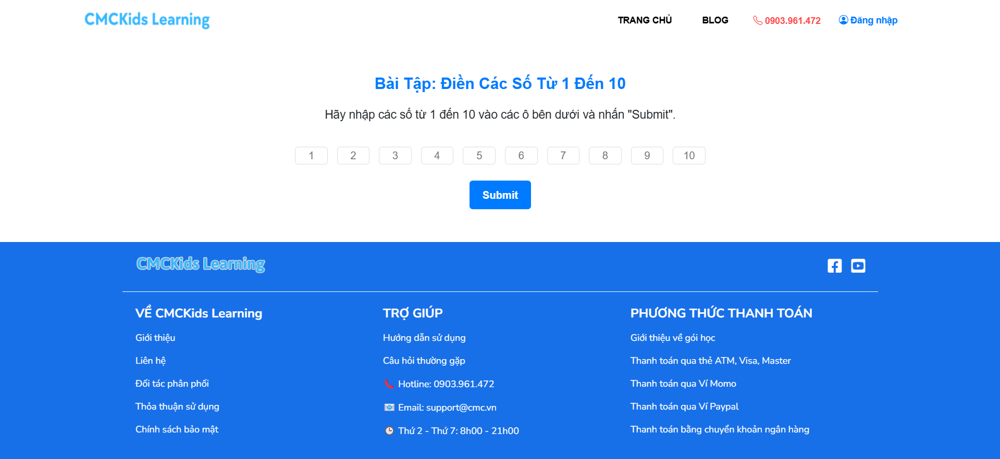 CMCKids Learning
TRANG CHỦ
BLOG
0903.961.472
Đăng nhập
Bài Tập: Điền Các Số Từ 1 Đến 10
Hãy nhập các số từ 1 đến 10 vào các ô bên dưới và nhấn "Submit".
1 2 3 4 5 6 7 8 9 10
Submit
CMCKids Learning
VỀ CMCKids Learning
Giới thiệu
Liên hệ
Đối tác phân phối
Thỏa thuận sử dụng
Chính sách bảo mật
TRỢ GIÚP
Hướng dẫn sử dụng
Câu hỏi thường gặp
Hotline: 0903.961.472
Email: support@cmc.vn
Thứ 2 - Thứ 7: 8h00 - 21h00
PHƯƠNG THỨC THANH TOÁN
Giới thiệu về gói học
Thanh toán qua thẻ ATM, Visa, Master
Thanh toán qua Ví Momo
Thanh toán qua Ví Paypal
Thanh toán bằng chuyển khoản ngân hàng